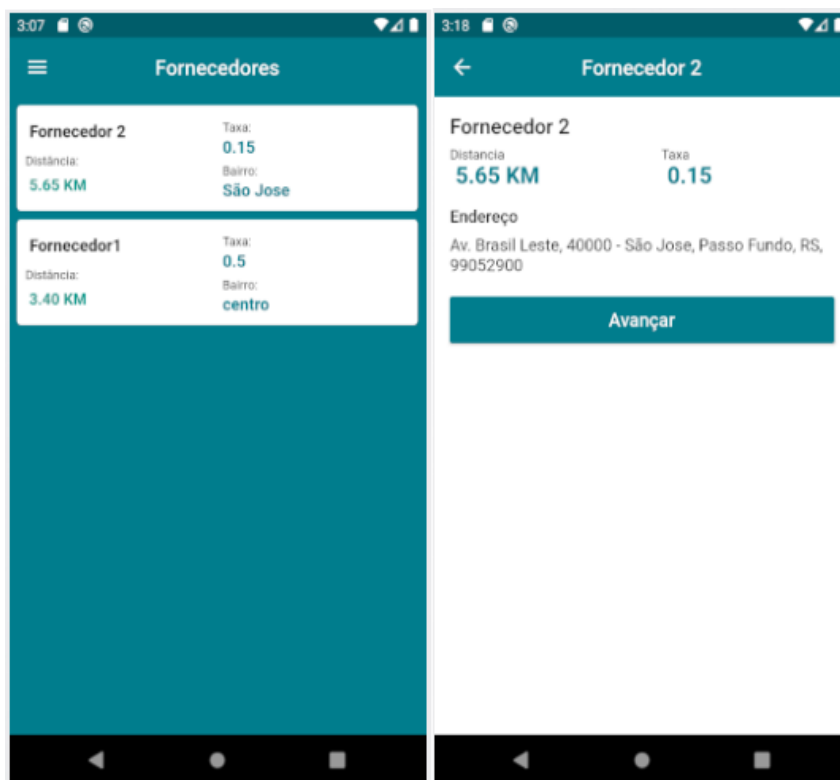 3:07
Fornecedores
Fornecedor 2
Taxa:
0.15
Distância:
5.65 KM
Bairro:
São Jose
Fornecedor1
Taxa:
0.5
Distância:
3.40 KM
Bairro:
centro
3:18
Fornecedor 2
Fornecedor 2
Distancia
Taxa
5.65 KM
0.15
Endereço
Av. Brasil Leste, 40000 - São Jose, Passo Fundo, RS,
99052900
Avançar